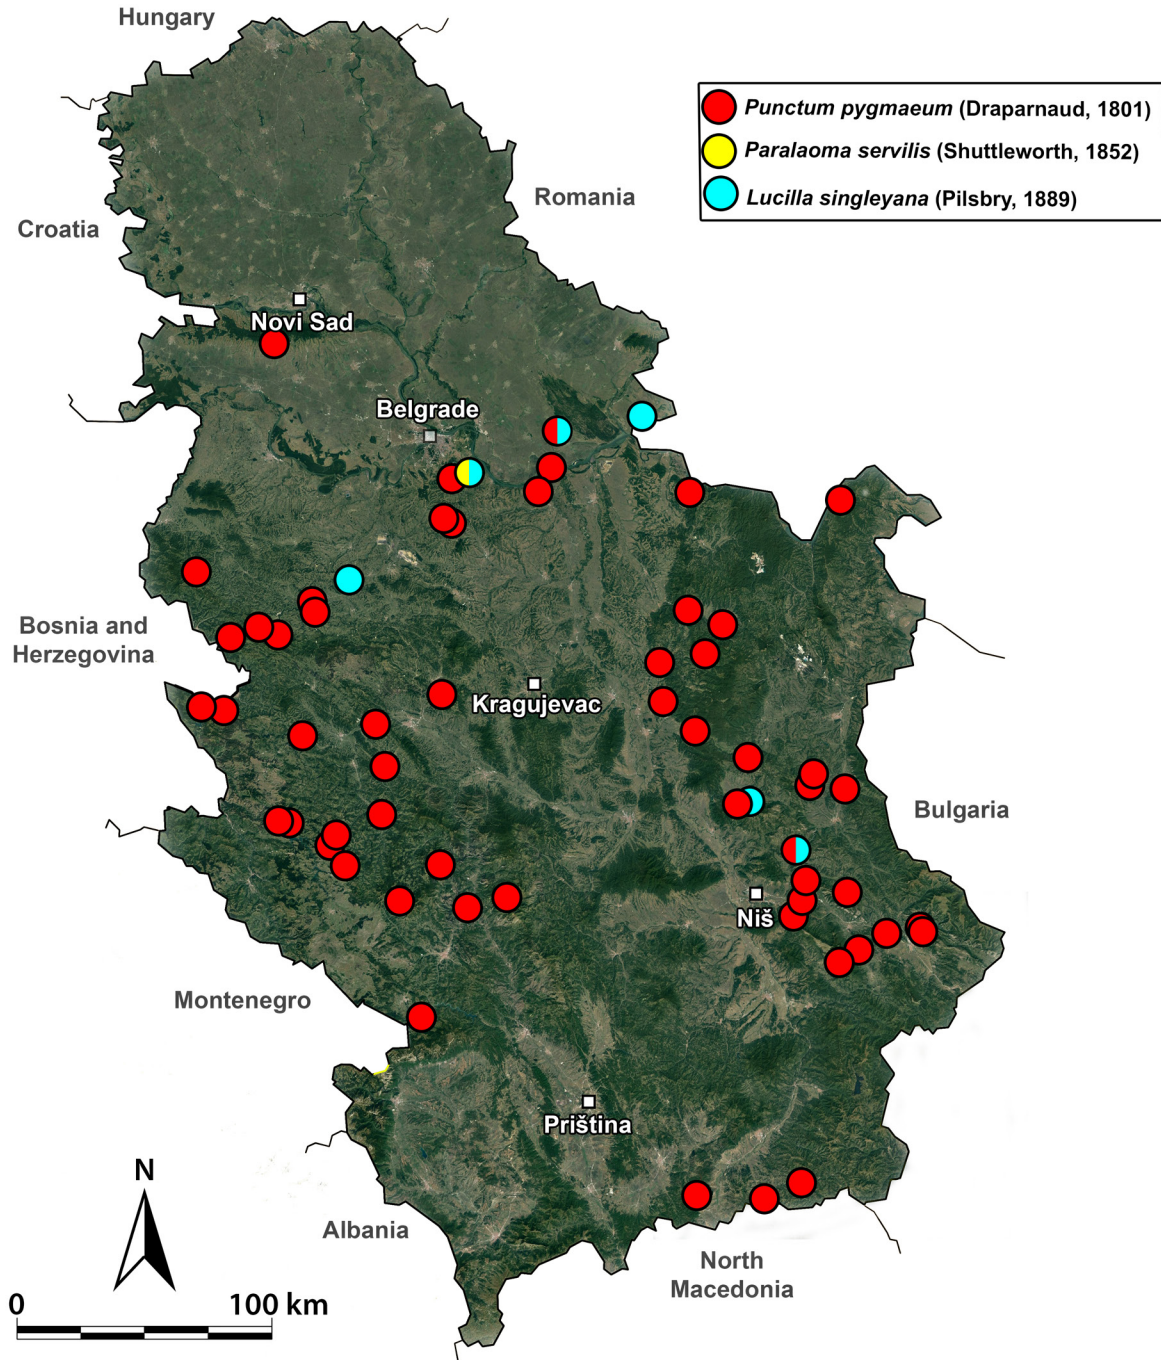 Hungary
Punctum pygmaeum (Draparnaud, 1801)
Paralaoma servilis (Shuttleworth, 1852)
Lucilla singleyana (Pilsbry, 1889)
Romania
Croatia
Novi Sad
Belgrade
Bosnia and
Herzegovina
Kragujevac
Bulgaria
Niš
Montenegro
Priština
N
Albania
North
Macedonia
0 100 km